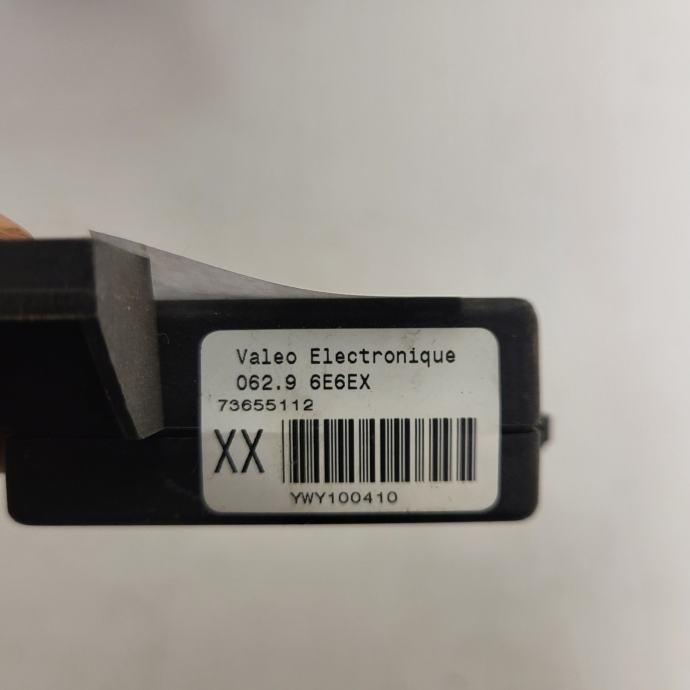 Valeo Electronique
062.9 6E6EX
73655112
XX
YWY100410